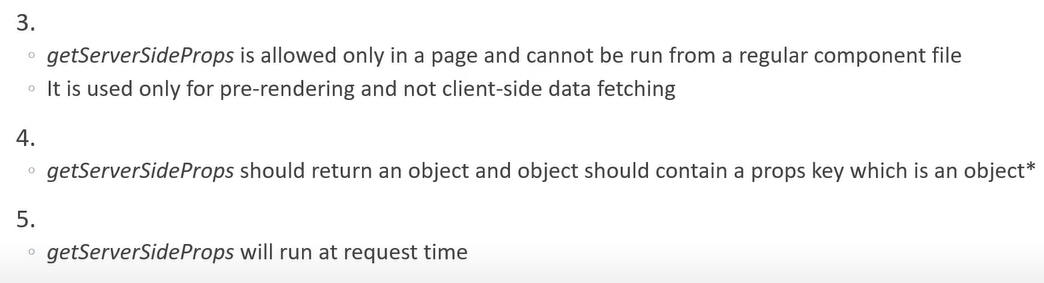 3.
◦ getServerSideProps is allowed only in a page and cannot be run from a regular component file
◦ It is used only for pre-rendering and not client-side data fetching
4.
◦ getServerSideProps should return an object and object should contain a props key which is an object*
5.
◦ getServerSideProps will run at request time